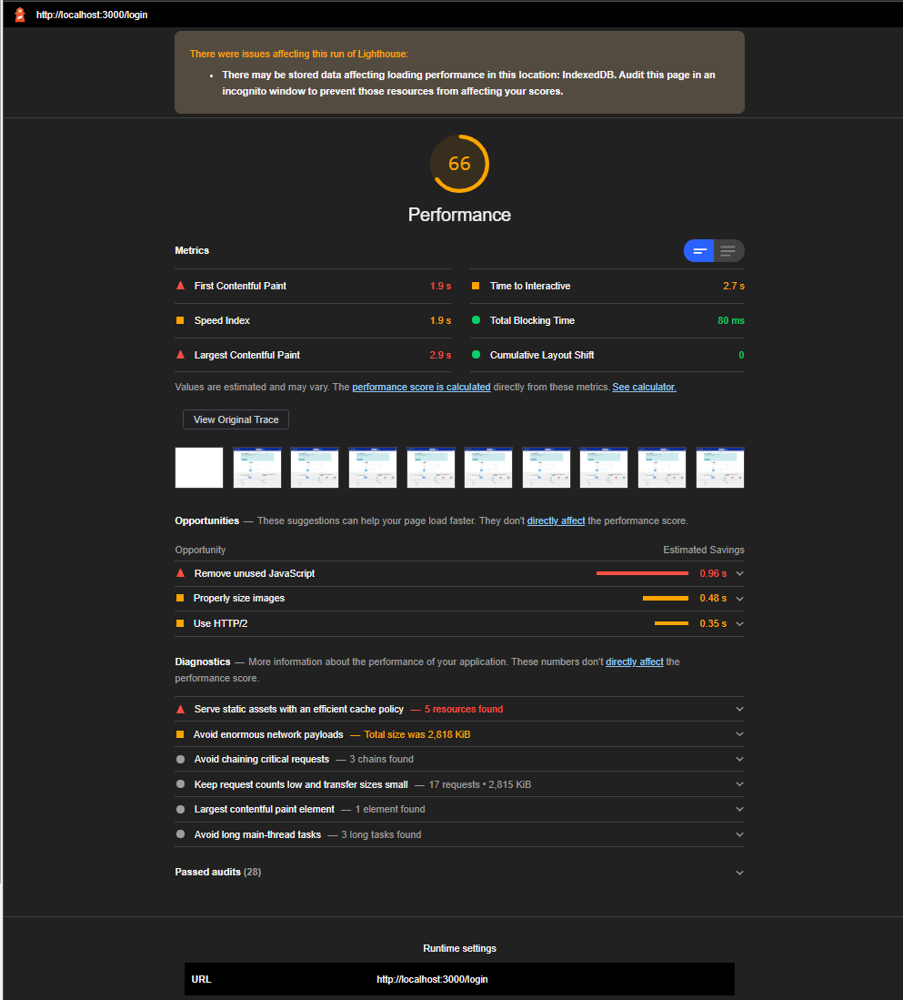 http://localhost:3000/login
There were issues affecting this run of Lighthouse:
• There may be stored data affecting loading performance in this location: IndexedDB. Audit this page in an
incognito window to prevent those resources from affecting your scores.
66
Performance
Metrics
First Contentful Paint 1.9 s
Time to Interactive 2.7 s
Speed Index 1.9 s
Total Blocking Time 80 ms
Largest Contentful Paint 2.9 s
Cumulative Layout Shift 0
Values are estimated and may vary. The performance score is calculated directly from these metrics. See calculator.
View Original Trace
Opportunities — These suggestions can help your page load faster. They don't directly affect the performance score.
Opportunity Estimated Savings
Remove unused JavaScript 0.96 s
Properly size images 0.48 s
Use HTTP/2 0.35 s
Diagnostics — More information about the performance of your application. These numbers don't directly affect the
performance score.
Serve static assets with an efficient cache policy — 5 resources found
Avoid enormous network payloads — Total size was 2,818 KiB
Avoid chaining critical requests — 3 chains found
Keep request counts low and transfer sizes small — 17 requests • 2,815 KiB
Largest contentful paint element — 1 element found
Avoid long main-thread tasks — 3 long tasks found
Passed audits (28)
Runtime settings
URL http://localhost:3000/login